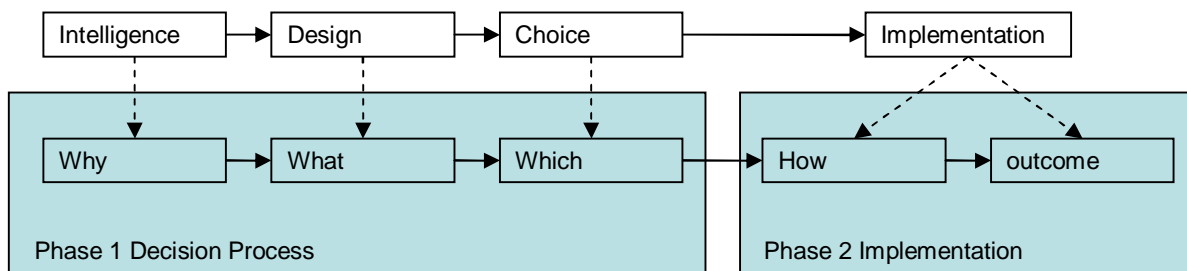 Intelligence
Design
Choice
Implementation
Why
What
Which
How
outcome
Phase 1 Decision Process
Phase 2 Implementation